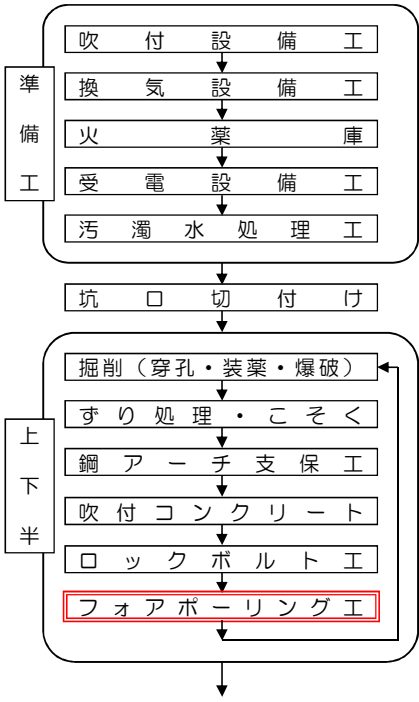 準備工
吹付設備工
換気設備工
火薬庫
受電設備工
汚濁水処理工
坑口切付け
上下半
掘削（穿孔・装薬・爆破）
ずり処理・こそく
鋼アーチ支保工
吹付コンクリート
ロックボルト工
フォアポーリング工